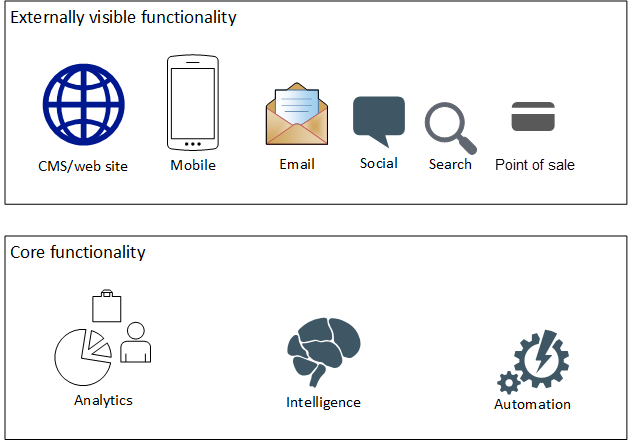 Externally visible functionality
CMS/web site
Mobile
Email
Social
Search
Point of sale
Core functionality
Analytics
Intelligence
Automation